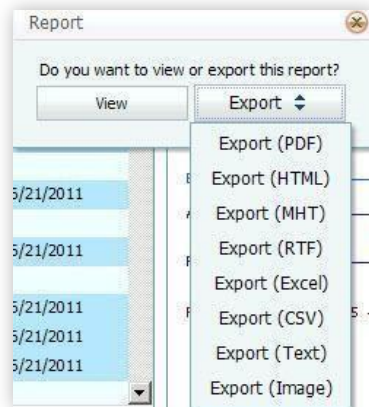 Report
Do you want to view or export this report?
View
Export
Export (PDF)
Export (HTML)
Export (MHT)
Export (RTF)
Export (Excel)
Export (CSV)
Export (Text)
Export (Image)
5/21/2011
5/21/2011
5/21/2011
5/21/2011
5/21/2011